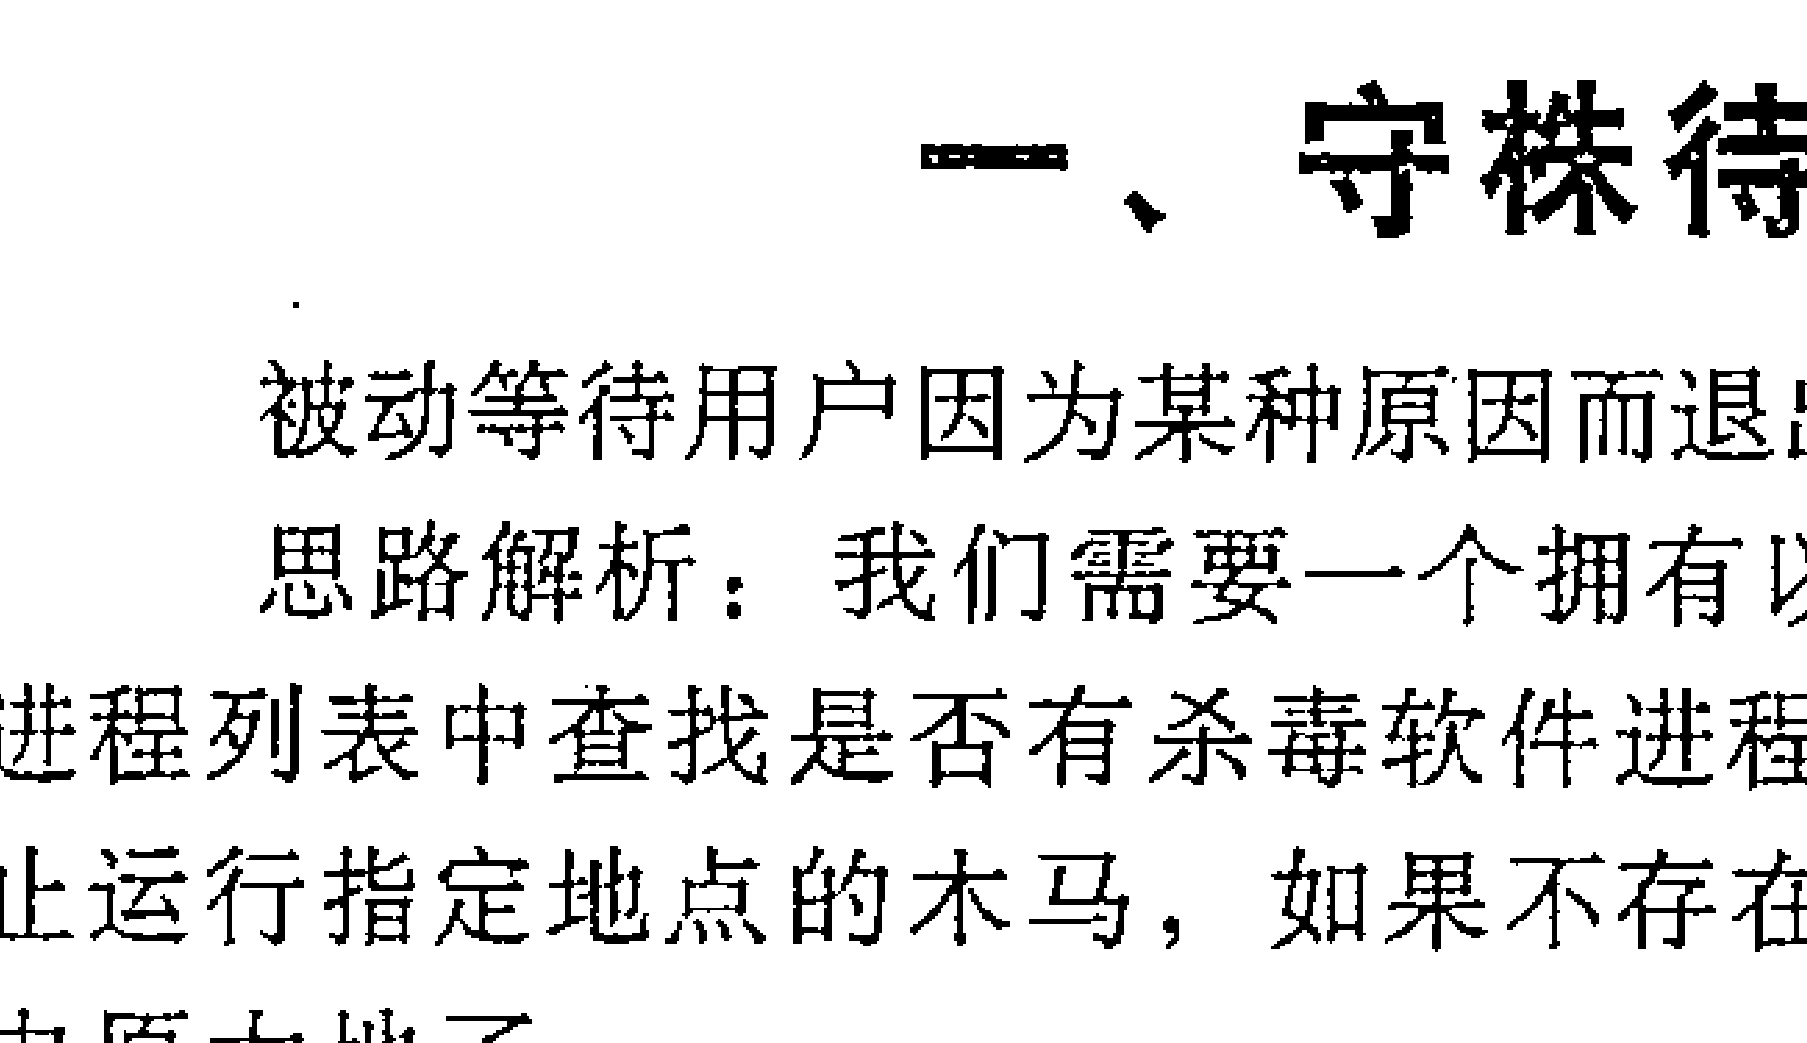 一、守株待
被动等待用户因为某种原因而退出
思路解析：我们需要一个拥有以
进程列表中查找是否有杀毒软件进程
止运行指定地点的木马，如果不存在